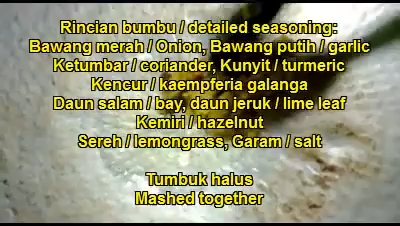 Rincian bumbu / detailed seasoning:
Bawang merah / Onion, Bawang putih / garlic
Ketumbar / coriander, Kunyit / turmeric
Kencur / kaempferia galanga
Daun salam / bay, daun jeruk / lime leaf
Kemiri / hazelnut
Sereh / lemongrass, Garam / salt
Tumbuk halus
Mashed together